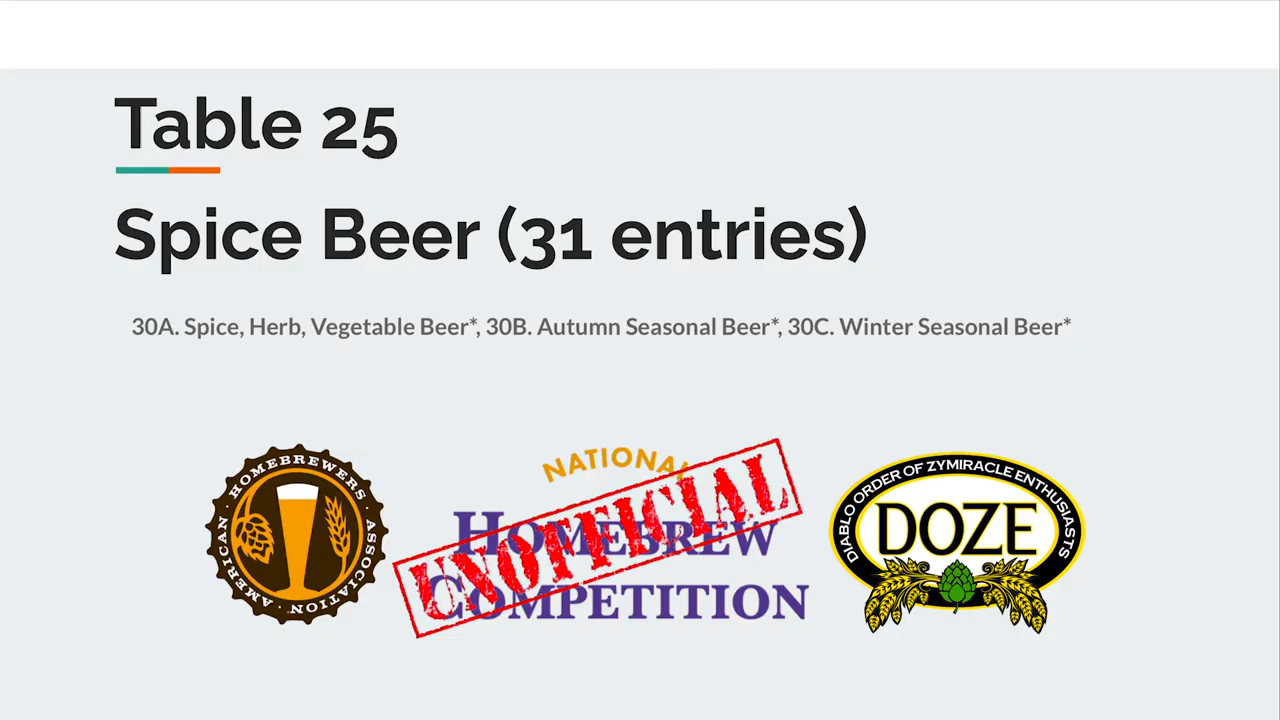 Table 25
Spice Beer (31 entries)
30A. Spice, Herb, Vegetable Beer*, 30B. Autumn Seasonal Beer*, 30C. Winter Seasonal Beer*
· HOMEBREWERS · ASSOCIATION · AMERICAN
NATIONAL
HOMEBREW
COMPETITION
UNOFFICIAL
DIABLO ORDER OF ZYMIRACLE ENTHUSIASTS
DOZE